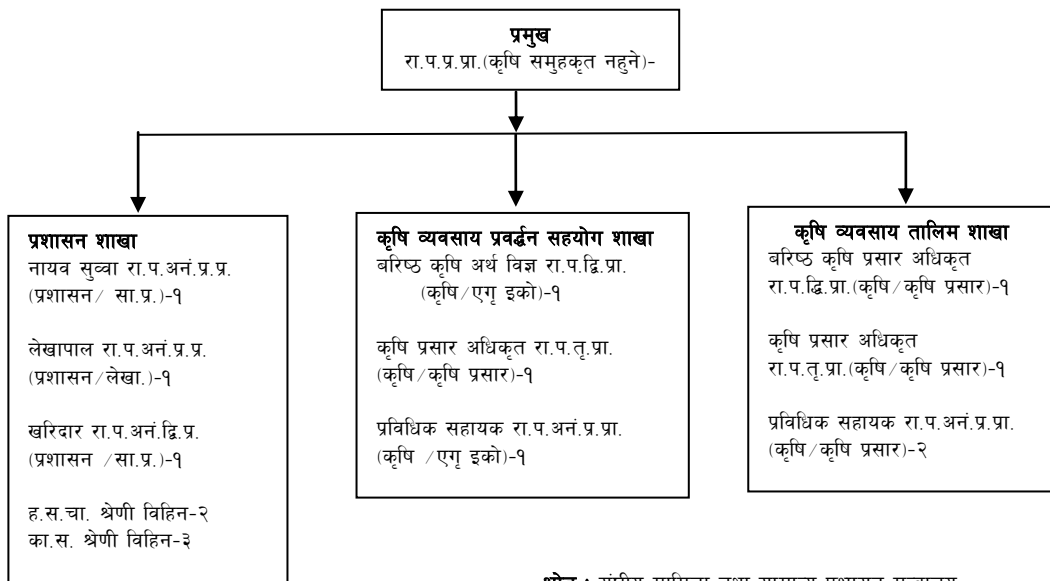 प्रमुख
रा.प.प्र.प्रा.(कृषि समुहकृत नहुने)-
प्रशासन शाखा
नायव सुव्वा रा.प.अनं.प्र.प्र.
(प्रशासन/ सा.प्र.)-१
लेखापाल रा.प.अनं.प्र.प्र.
(प्रशासन/लेखा.)-१
खरिदार रा.प.अनं.द्वि.प्र.
(प्रशासन /सा.प्र.)-१
ह.स.चा. श्रेणी विहिन-२
का.स. श्रेणी विहिन-३
कृषि व्यवसाय प्रवर्द्धन सहयोग शाखा
बरिष्ठ कृषि अर्थ विज्ञ रा.प.द्वि.प्रा.
(कृषि/एगृ इको)-१
कृषि प्रसार अधिकृत रा.प.तृ.प्रा.
(कृषि/कृषि प्रसार)-१
प्रविधिक सहायक रा.प.अनं.प्र.प्रा.
(कृषि /एगृ इको)-१
कृषि व्यवसाय तालिम शाखा
बरिष्ठ कृषि प्रसार अधिकृत
रा.प.द्वि.प्रा.(कृषि/कृषि प्रसार)-१
कृषि प्रसार अधिकृत
रा.प.तृ.प्रा.(कृषि/कृषि प्रसार)-१
प्रविधिक सहायक रा.प.अनं.प्र.प्रा.
(कृषि/कृषि प्रसार)-२